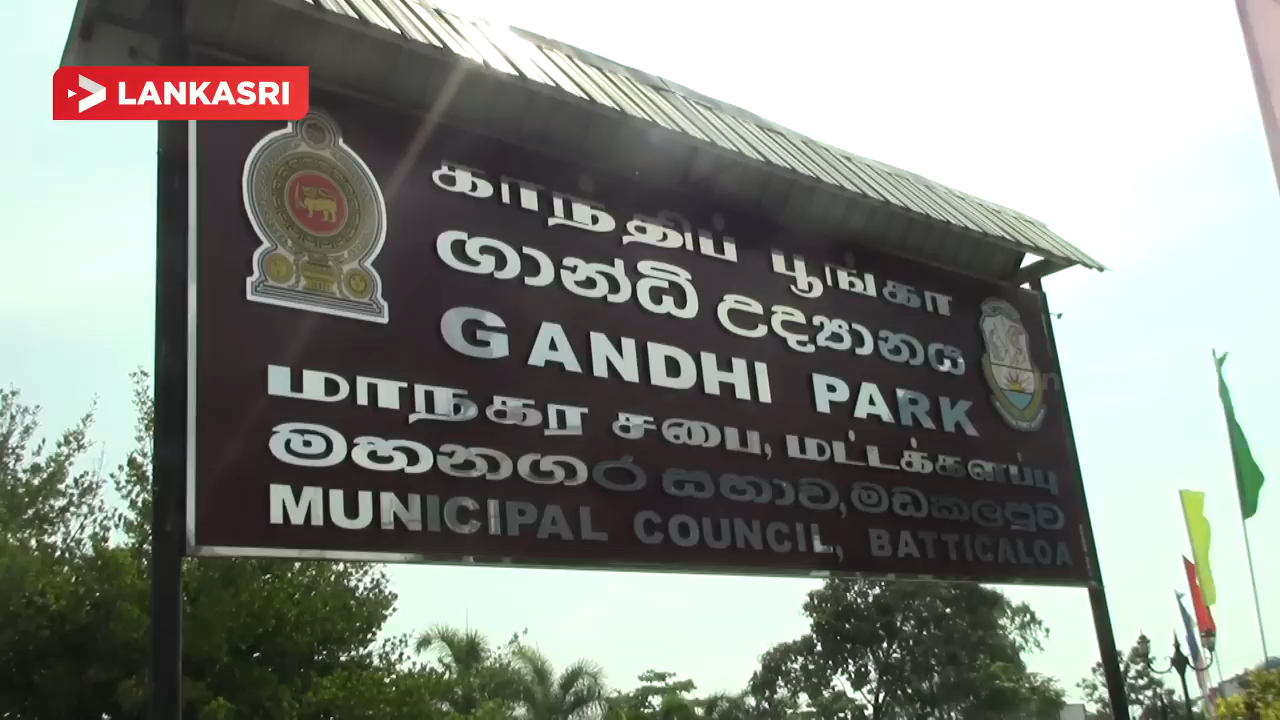 LANKASRI
காந்திப் பூங்கா
ගාන්ධි උද්‍යානය
GANDHI PARK
மாநகர சபை, மட்டக்களப்பு
මහනගර සභාව, මඩකලපුව
MUNICIPAL COUNCIL, BATTICALOA